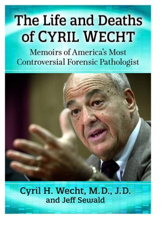 The Life and Deaths
of CYRIL WECHT
Memoirs of America's Most
Controversial Forensic Pathologist
Cyril H. Wecht, M.D., J.D.
and Jeff Sewald